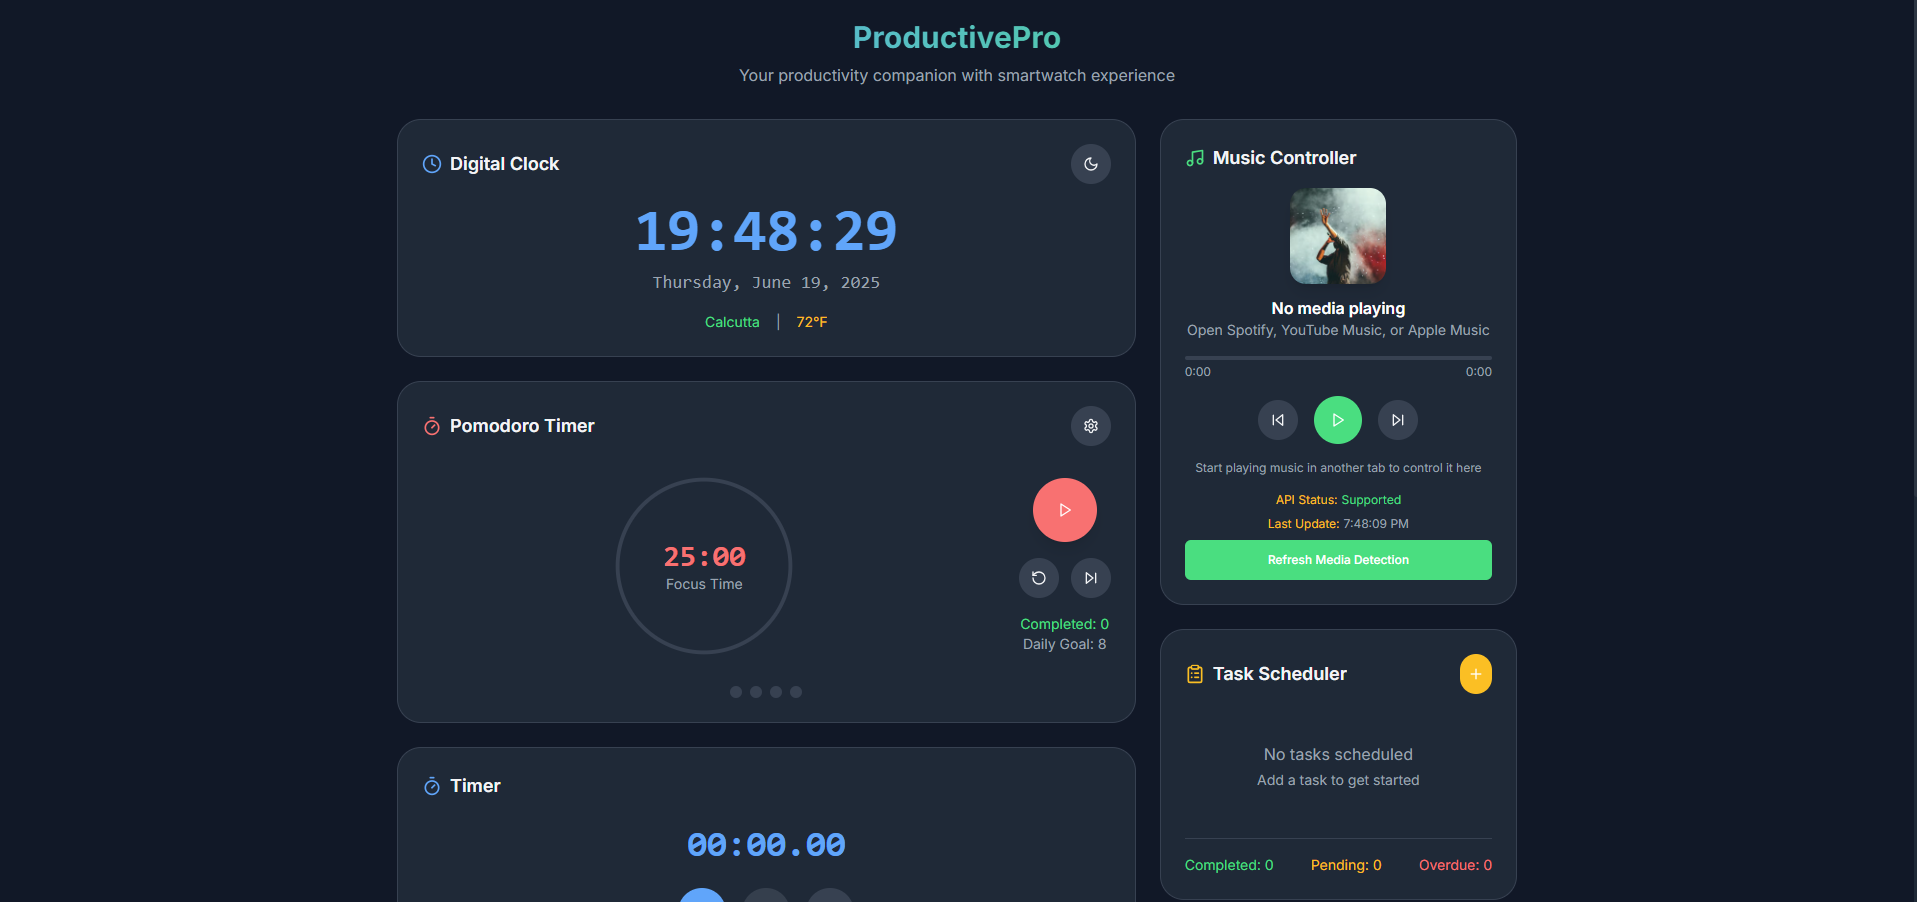 ProductivePro
Your productivity companion with smartwatch experience
Digital Clock
19:48:29
Thursday, June 19, 2025
Calcutta | 72°F
Pomodoro Timer
25:00
Focus Time
Completed: 0
Daily Goal: 8
Timer
00:00.00
Music Controller
No media playing
Open Spotify, YouTube Music, or Apple Music
0:00 0:00
Start playing music in another tab to control it here
API Status: Supported
Last Update: 7:48:09 PM
Refresh Media Detection
Task Scheduler
No tasks scheduled
Add a task to get started
Completed: 0 Pending: 0 Overdue: 0